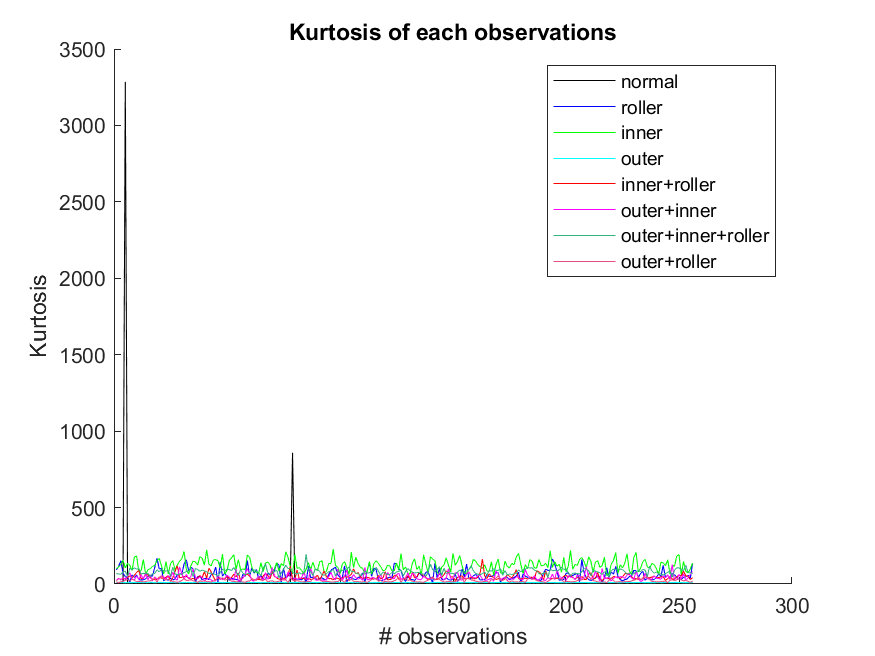 Kurtosis of each observations
3500
3000
2500
2000
1500
1000
500
0
Kurtosis
0 50 100 150 200 250 300
# observations
normal
roller
inner
outer
inner+roller
outer+inner
outer+inner+roller
outer+roller